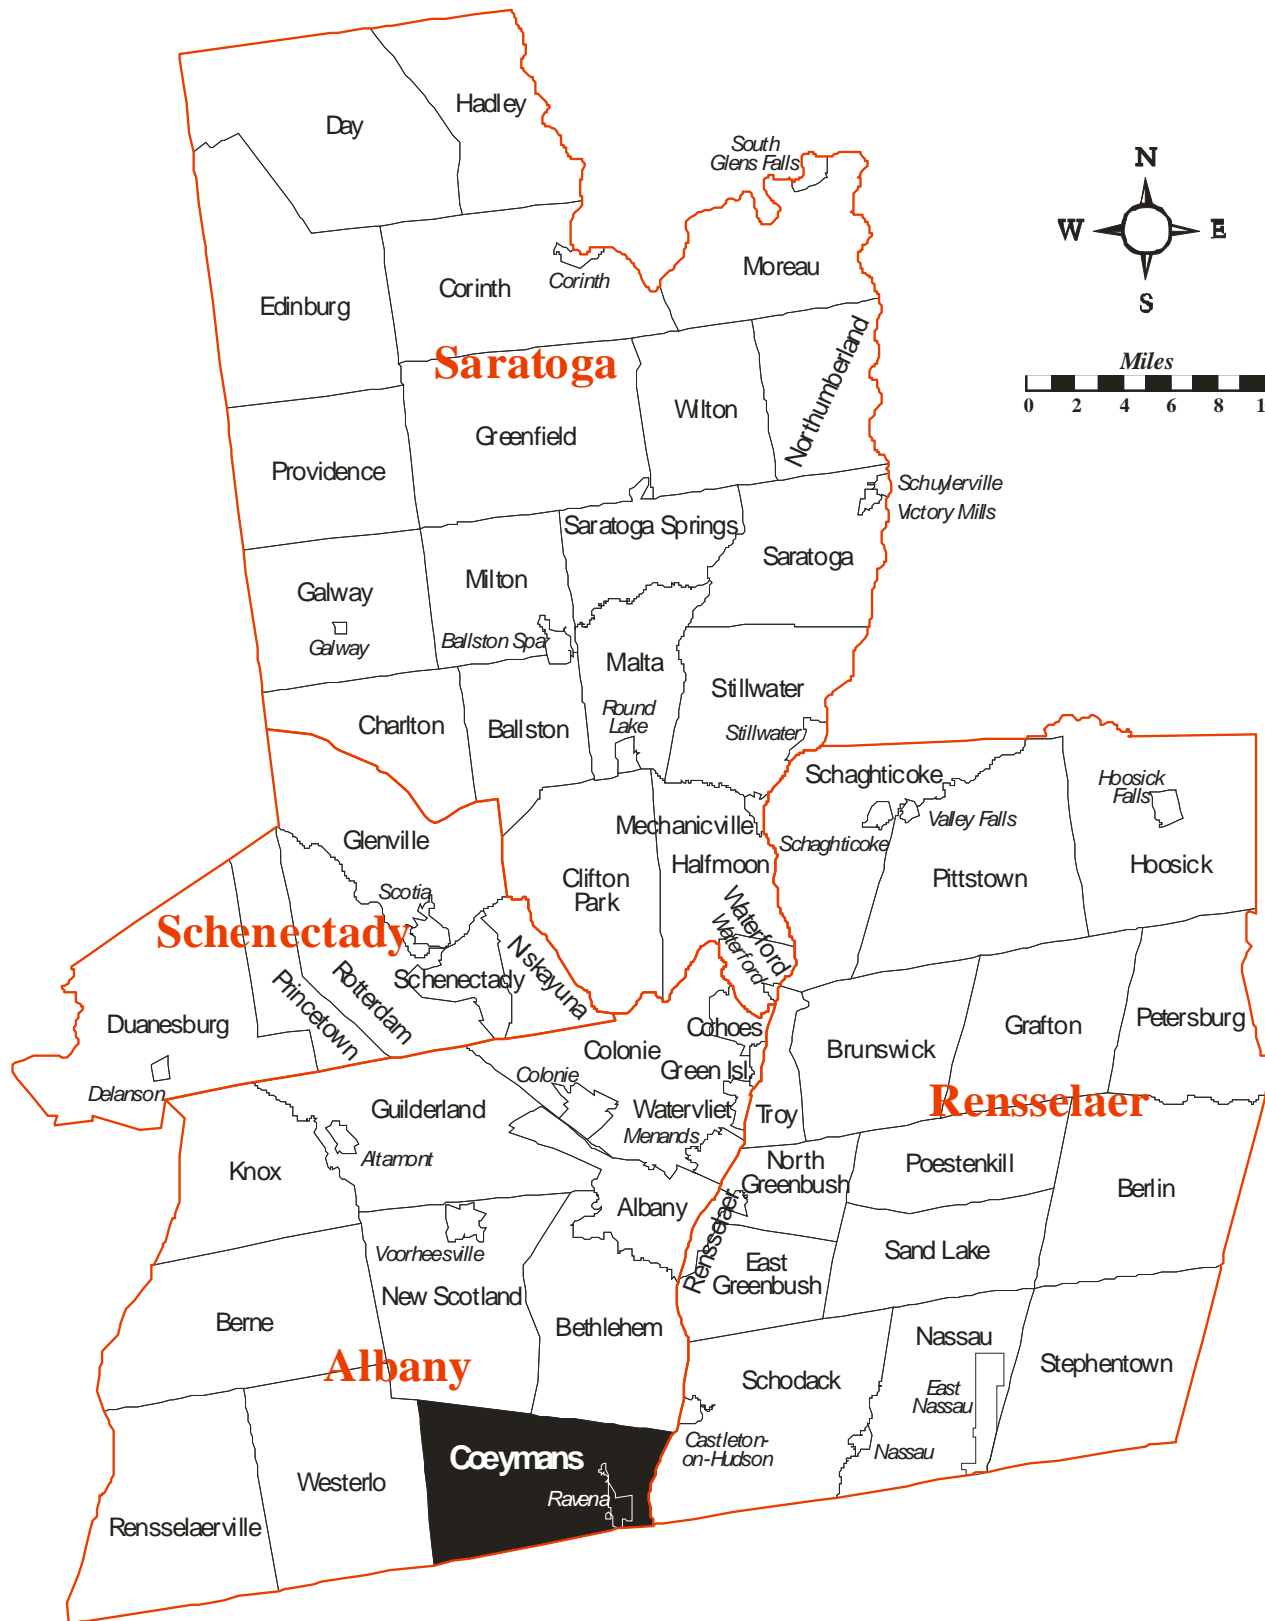 Hadley
Day
South
Glens Falls
N
W
E
S
Moreau
Corinth
Corinth
Edinburg
Saratoga
Northumberland
Miles
0 2 4 6 8 1
Wilton
Greenfield
Providence
Schuylerville
Victory Mills
Saratoga Springs
Saratoga
Milton
Galway
Galway
Ballston Spa
Malta
Stillwater
Round
Lake
Stillwater
Charlton
Ballston
Schaghticoke
Hoosick
Falls
Valley Falls
Schaghticoke
Mechanicville
Glenville
Halfmoon
Hoosick
Clifton
Park
Pittstown
Scotia
Waterford
Waterford
Schenectady
Niskayuna
Schenectady
Rotterdam
Princetown
Duanesburg
Cohoes
Colonie
Green Isl.
Brunswick
Grafton
Petersburg
Delanson
Colonie
Guilderland
Watervliet
Menands
Troy
Rensselaer
Altamont
Knox
North
Greenbush
Poestenkill
Berlin
Albany
Rensselaer
Voorheesville
Sand Lake
East
Greenbush
New Scotland
Berne
Bethlehem
Nassau
Albany
Stephentown
Schodack
East
Nassau
Castleton-
on-Hudson
Nassau
Coeymans
Westerlo
Ravena
Rensselaerville